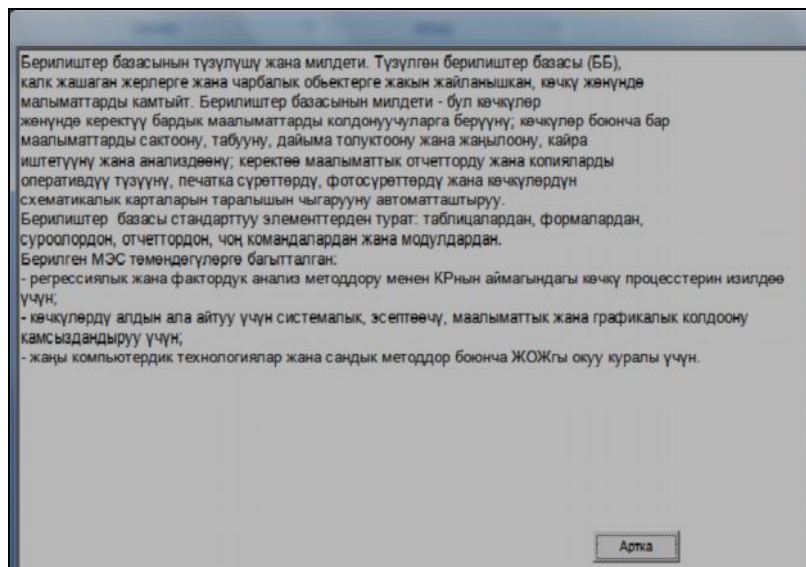 Берилиштер базасынын түзүлүшү жана милдети. Түзүлгөн берилиштер базасы (ББ),
калк жашаган жерлерге жана чарбалык обьектерге жакын жайланышкан, көчкү жөнүндө
малыматтарды камтыйт. Берилиштер базасынын милдети - бул көчкүлөр
жөнүндө керектүү бардык маалыматтарды колдонуучуларга берүүнү; көчкүлөр боюнча бар
маалыматтарды сактоону, табууну, дайыма толуктоону жана жаңылоону, кайра
иштетүүнү жана анализдөөнү; керектөө маалыматтык отчетторду жана копияларды
оперативдүү түзүүнү, печатка сүрөттөрдү, фотосүрөттөрдү жана көчкүлөрдүн
схематикалык карталарын таралышын чыгарууну автоматташтыруу.
Берилиштер базасы стандарттуу элементтерден турат: таблицалардан, формалардан,
суроолордон, отчеттордон, чоң командалардан жана модулдардан.
Берилген МЭС төмөндөгүлөргө багытталган:
- регрессиялык жана фактордук анализ методдору менен КРнын аймагындагы көчкү процесстерин изилдөө
үчүн;
- көчкүлөрдү алдын ала айтуу үчүн системалык, эсептөөчү, маалыматтык жана графикалык колдоону
камсыздандыруу үчүн;
- жаңы компьютердик технологиялар жана сандык методдор боюнча ЖОЖгы окуу куралы үчүн.
Артка